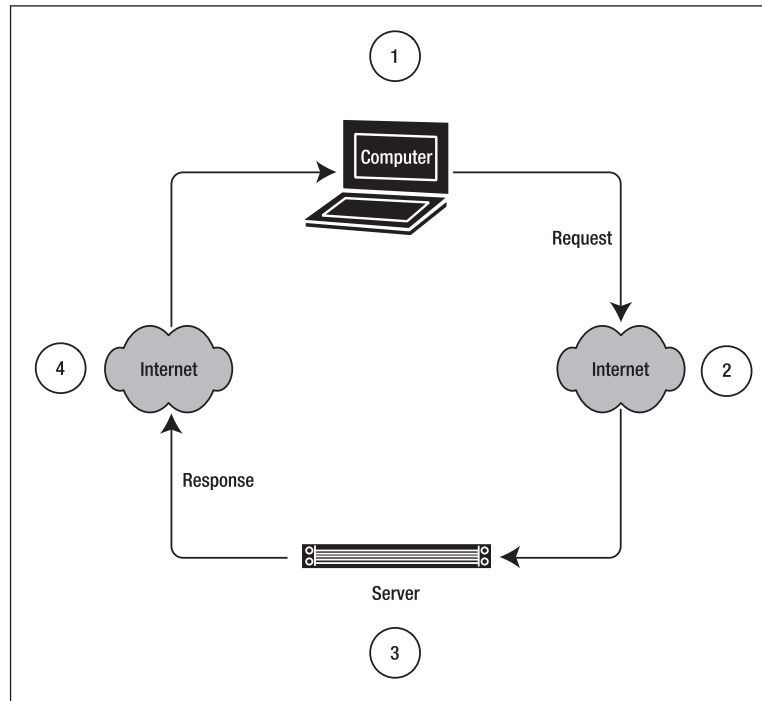 1
Computer
Request
4
Internet
Internet
2
Response
Server
3